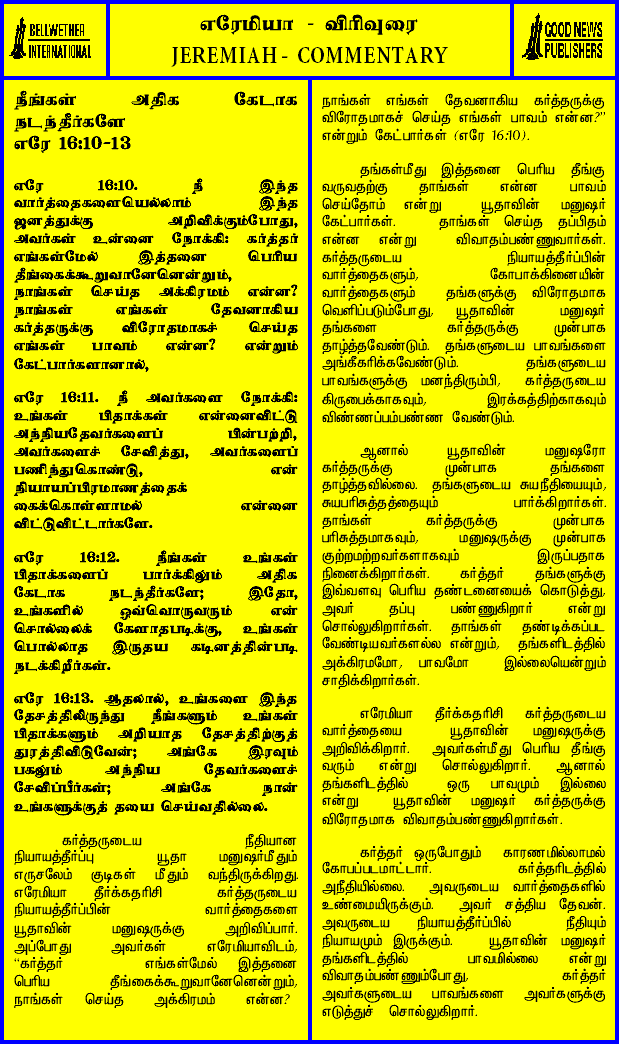 BELLWETHER
INTERNATIONAL
எரேமியா - விரிவுரை
JEREMIAH - COMMENTARY
GOOD NEWS
PUBLISHERS
நீங்கள் அதிக கேடாக
நடந்தீர்களே
எரே 16:10-13
எரே 16:10. நீ இந்த
வார்த்தைகளையெல்லாம் இந்த
ஜனத்துக்கு அறிவிக்கும்போது,
அவர்கள் உன்னை நோக்கி: கர்த்தர்
எங்கள்மேல் இத்தனை பெரிய
தீங்கைக்கூறுவானேனென்றும்,
நாங்கள் செய்த அக்கிரமம் என்ன?
நாங்கள் எங்கள் தேவனாகிய
கர்த்தருக்கு விரோதமாகச் செய்த
எங்கள் பாவம் என்ன? என்றும்
கேட்பார்களானால்,
எரே 16:11. நீ அவர்களை நோக்கி:
உங்கள் பிதாக்கள் என்னைவிட்டு
அந்நியதேவர்களைப் பின்பற்றி,
அவர்களைச் சேவித்து, அவர்களைப்
பணிந்துகொண்டு, என்
நியாயப்பிரமாணத்தைக்
கைக்கொள்ளாமல் என்னை
விட்டுவிட்டார்களே.
எரே 16:12. நீங்கள் உங்கள்
பிதாக்களைப் பார்க்கிலும் அதிக
கேடாக நடந்தீர்களே; இதோ,
உங்களில் ஒவ்வொருவரும் என்
சொல்லைக் கேளாதபடிக்கு, உங்கள்
பொல்லாத இருதய கடினத்தின்படி
நடக்கிறீர்கள்.
எரே 16:13. ஆதலால், உங்களை இந்த
தேசத்திலிருந்து நீங்களும் உங்கள்
பிதாக்களும் அறியாத தேசத்திற்குத்
துரத்திவிடுவேன்; அங்கே இரவும்
பகலும் அந்நிய தேவர்களைச்
சேவிப்பீர்கள்; அங்கே நான்
உங்களுக்குத் தயை செய்வதில்லை.
கர்த்தருடைய நீதியான
நியாயத்தீர்ப்பு யூதா மனுஷர்மீதும்
எருசலேம் குடிகள் மீதும் வந்திருக்கிறது.
எரேமியா தீர்க்கதரிசி கர்த்தருடைய
நியாயத்தீர்ப்பின் வார்த்தைகளை
யூதாவின் மனுஷருக்கு அறிவிப்பார்.
அப்போது அவர்கள் எரேமியாவிடம்,
“கர்த்தர் எங்கள்மேல் இத்தனை
பெரிய தீங்கைக்கூறுவானேனென்றும்,
நாங்கள் செய்த அக்கிரமம் என்ன?
நாங்கள் எங்கள் தேவனாகிய கர்த்தருக்கு
விரோதமாகச் செய்த எங்கள் பாவம் என்ன?”
என்றும் கேட்பார்கள் (எரே 16:10).
தங்கள்மீது இத்தனை பெரிய தீங்கு
வருவதற்கு தாங்கள் என்ன பாவம்
செய்தோம் என்று யூதாவின் மனுஷர்
கேட்பார்கள். தாங்கள் செய்த தப்பிதம்
என்ன என்று விவாதம்பண்ணுவார்கள்.
கர்த்தருடைய நியாயத்தீர்ப்பின்
வார்த்தைகளும், கோபாக்கினையின்
வார்த்தைகளும் தங்களுக்கு விரோதமாக
வெளிப்படும்போது, யூதாவின் மனுஷர்
தங்களை கர்த்தருக்கு முன்பாக
தாழ்த்தவேண்டும். தங்களுடைய பாவங்களை
அங்கீகரிக்கவேண்டும். தங்களுடைய
பாவங்களுக்கு மனந்திரும்பி, கர்த்தருடைய
கிருபைக்காகவும், இரக்கத்திற்காகவும்
விண்ணப்பம்பண்ண வேண்டும்.
ஆனால் யூதாவின் மனுஷரோ
கர்த்தருக்கு முன்பாக தங்களை
தாழ்த்தவில்லை. தங்களுடைய சுயநீதியையும்,
சுயபரிசுத்தத்தையும் பார்க்கிறார்கள்.
தாங்கள் கர்த்தருக்கு முன்பாக
பரிசுத்தமாகவும், மனுஷருக்கு முன்பாக
குற்றமற்றவர்களாகவும் இருப்பதாக
நினைக்கிறார்கள். கர்த்தர் தங்களுக்கு
இவ்வளவு பெரிய தண்டனையைக் கொடுத்து,
அவர் தப்பு பண்ணுகிறார் என்று
சொல்லுகிறார்கள். தாங்கள் தண்டிக்கப்பட
வேண்டியவர்களல்ல என்றும், தங்களிடத்தில்
அக்கிரமமோ, பாவமோ இல்லையென்றும்
சாதிக்கிறார்கள்.
எரேமியா தீர்க்கதரிசி கர்த்தருடைய
வார்த்தையை யூதாவின் மனுஷருக்கு
அறிவிக்கிறார். அவர்கள்மீது பெரிய தீங்கு
வரும் என்று சொல்லுகிறார். ஆனால்
தங்களிடத்தில் ஒரு பாவமும் இல்லை
என்று யூதாவின் மனுஷர் கர்த்தருக்கு
விரோதமாக விவாதம்பண்ணுகிறார்கள்.
கர்த்தர் ஒருபோதும் காரணமில்லாமல்
கோபப்படமாட்டார். கர்த்தரிடத்தில்
அநீதியில்லை. அவருடைய வார்த்தைகளில்
உண்மையிருக்கும். அவர் சத்திய தேவன்.
அவருடைய நியாயத்தீர்ப்பில் நீதியும்
நியாயமும் இருக்கும். யூதாவின் மனுஷர்
தங்களிடத்தில் பாவமில்லை என்று
விவாதம்பண்ணும்போது, கர்த்தர்
அவர்களுடைய பாவங்களை அவர்களுக்கு
எடுத்துச் சொல்லுகிறார்.